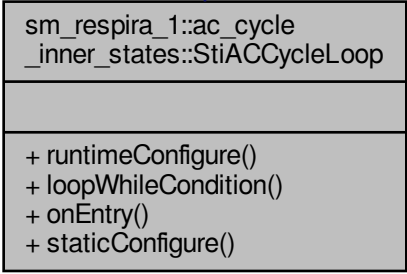 sm_respira_1::ac_cycle
_inner_states::StiACCycleLoop
+ runtimeConfigure()
+ loopWhileCondition()
+ onEntry()
+ staticConfigure()